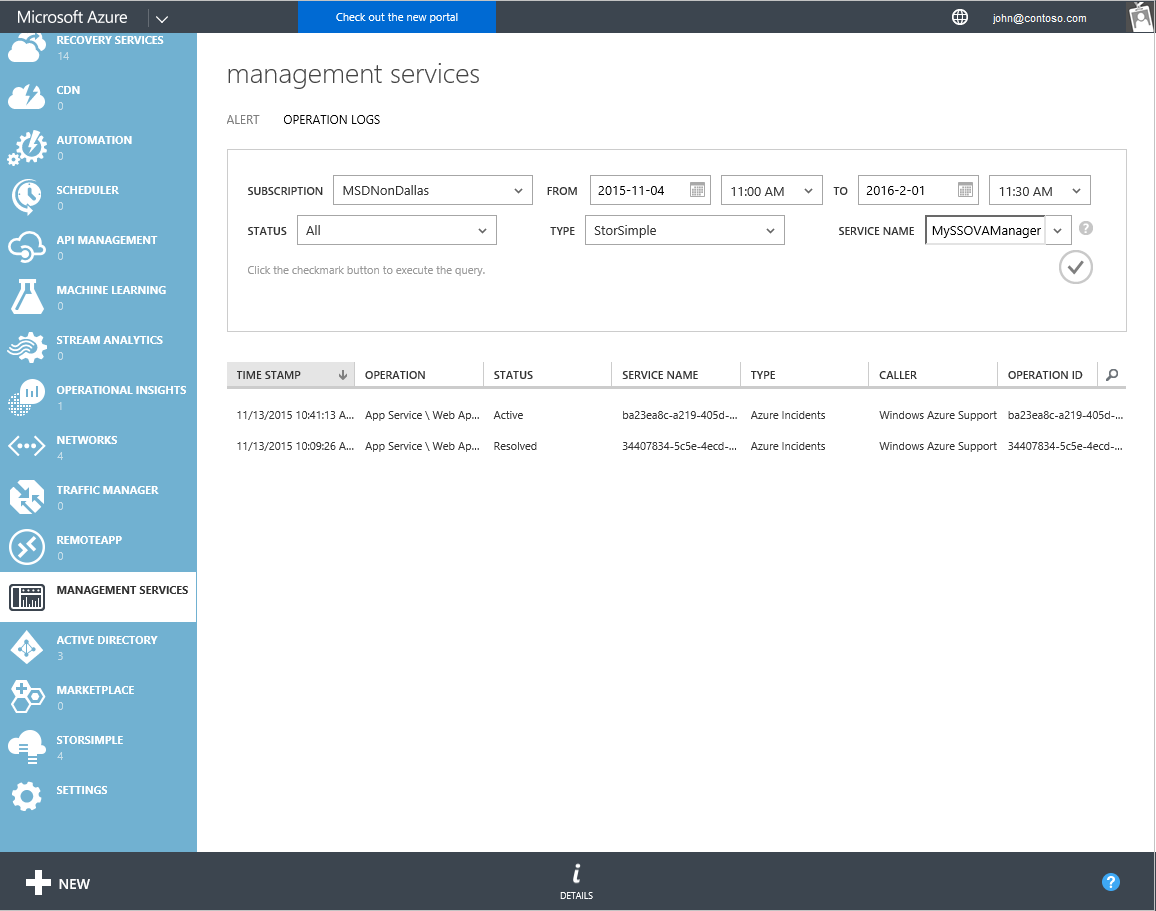 Microsoft Azure
Check out the new portal
john@contoso.com
RECOVERY SERVICES
14
CDN
0
AUTOMATION
0
SCHEDULER
0
API MANAGEMENT
0
MACHINE LEARNING
0
STREAM ANALYTICS
0
OPERATIONAL INSIGHTS
1
NETWORKS
4
TRAFFIC MANAGER
0
REMOTEAPP
0
MANAGEMENT SERVICES
ACTIVE DIRECTORY
3
MARKETPLACE
0
STORSIMPLE
4
SETTINGS
management services
ALERT OPERATION LOGS
SUBSCRIPTION MSDNonDallas FROM 2015-11-04 11:00 AM TO 2016-2-01 11:30 AM
STATUS All TYPE StorSimple SERVICE NAME MySSOVAManager ?
Click the checkmark button to execute the query.
TIME STAMP OPERATION STATUS SERVICE NAME TYPE CALLER OPERATION ID
11/13/2015 10:41:13 A... App Service \ Web Ap... Active ba23ea8c-a219-405d-... Azure Incidents Windows Azure Support ba23ea8c-a219-405d-...
11/13/2015 10:09:26 A... App Service \ Web Ap... Resolved 34407834-5c5e-4ecd-... Azure Incidents Windows Azure Support 34407834-5c5e-4ecd-...
NEW
i
DETAILS
?